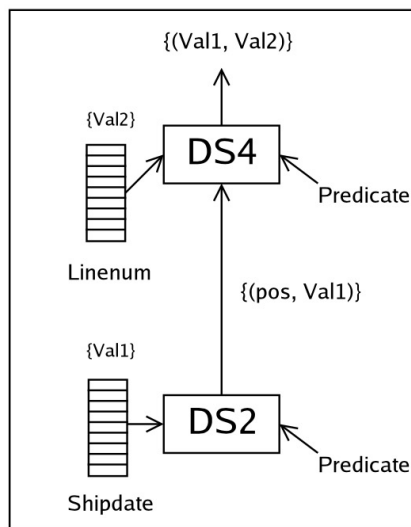 {(Val1, Val2)}
{Val2}
DS4
Predicate
Linenum
{(pos, Val1)}
{Val1}
DS2
Predicate
Shipdate